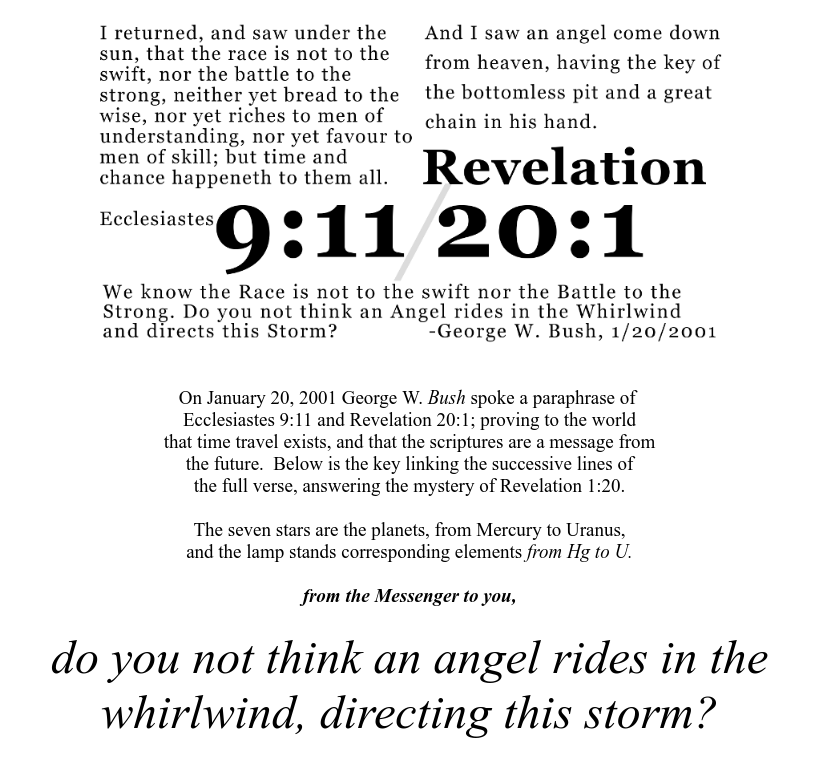 I returned, and saw under the
sun, that the race is not to the
swift, nor the battle to the
strong, neither yet bread to the
wise, nor yet riches to men of
understanding, nor yet favour to
men of skill; but time and
chance happeneth to them all.
Ecclesiastes 9:11
And I saw an angel come down
from heaven, having the key of
the bottomless pit and a great
chain in his hand.
Revelation
20:1
We know the Race is not to the swift nor the Battle to the
Strong. Do you not think an Angel rides in the Whirlwind
and directs this Storm? -George W. Bush, 1/20/2001
On January 20, 2001 George W. Bush spoke a paraphrase of
Ecclesiastes 9:11 and Revelation 20:1; proving to the world
that time travel exists, and that the scriptures are a message from
the future. Below is the key linking the successive lines of
the full verse, answering the mystery of Revelation 1:20.
The seven stars are the planets, from Mercury to Uranus,
and the lamp stands corresponding elements from Hg to U.
from the Messenger to you,
do you not think an angel rides in the
whirlwind, directing this storm?